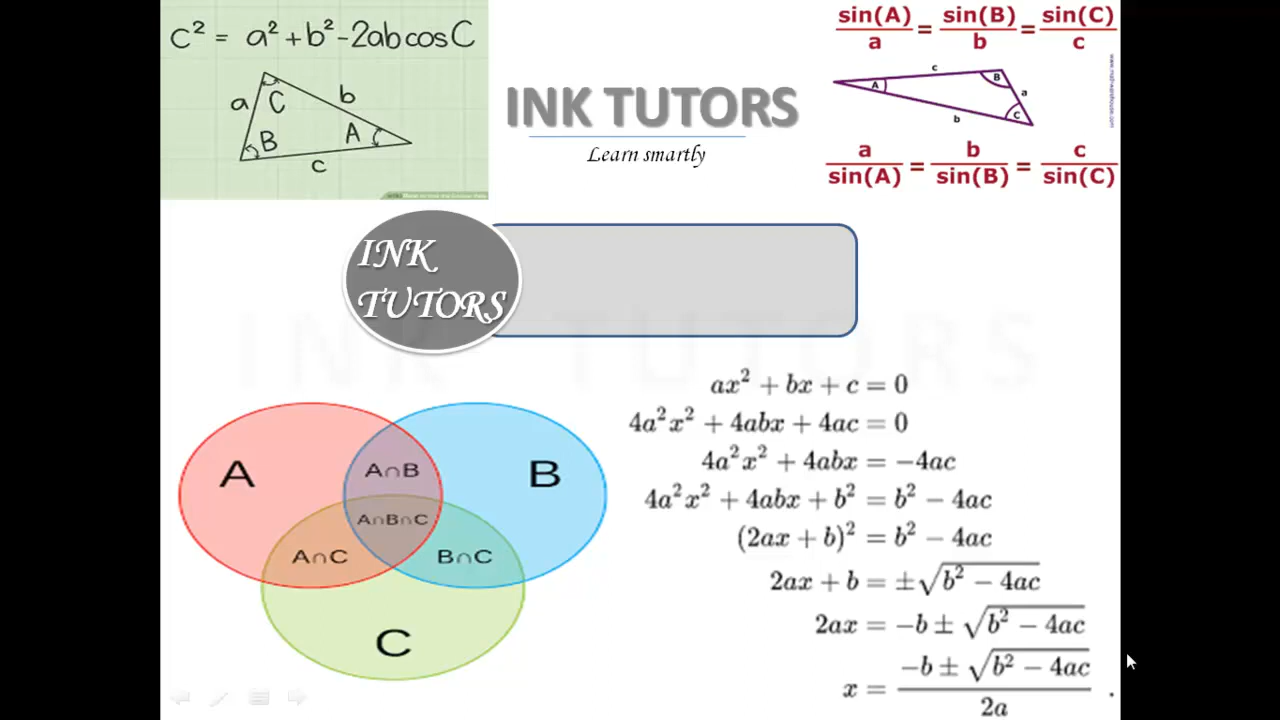 c² = a² + b² - 2ab cos C
a
C
b
B
A
c
INK TUTORS
Learn smartly
sin(A)/a = sin(B)/b = sin(C)/c
c
A
B
a
b
C
a/sin(A) = b/sin(B) = c/sin(C)
INK
TUTORS
INK TUTORS
A
B
A∩B
A∩B∩C
A∩C
B∩C
C
ax² + bx + c = 0
4a²x² + 4abx + 4ac = 0
4a²x² + 4abx = -4ac
4a²x² + 4abx + b² = b² - 4ac
(2ax + b)² = b² - 4ac
2ax + b = ±√(b² - 4ac)
2ax = -b ± √(b² - 4ac)
x = (-b ± √(b² - 4ac))/2a .